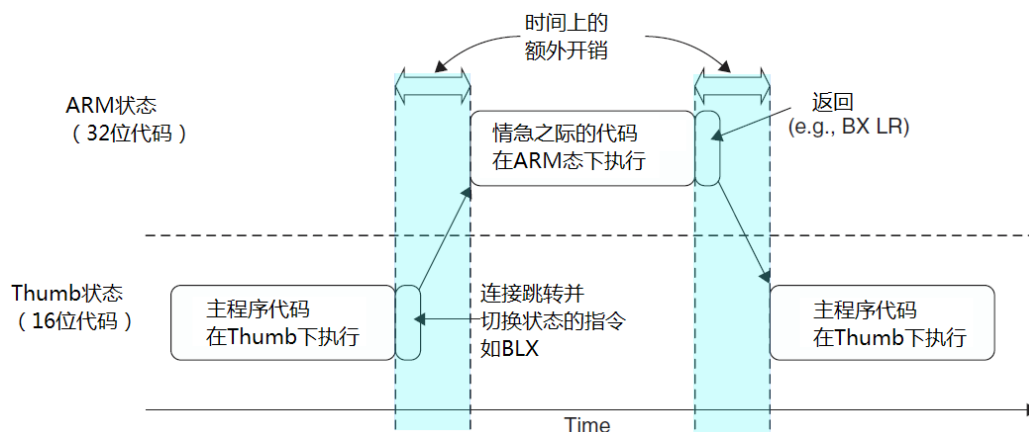 时间上的
额外开销
ARM状态
（32位代码）
情急之际的代码
在ARM态下执行
返回
(e.g., BX LR)
Thumb状态
（16位代码）
主程序代码
在Thumb下执行
连接跳转并
切换状态的指令
如BLX
主程序代码
在Thumb下执行
Time